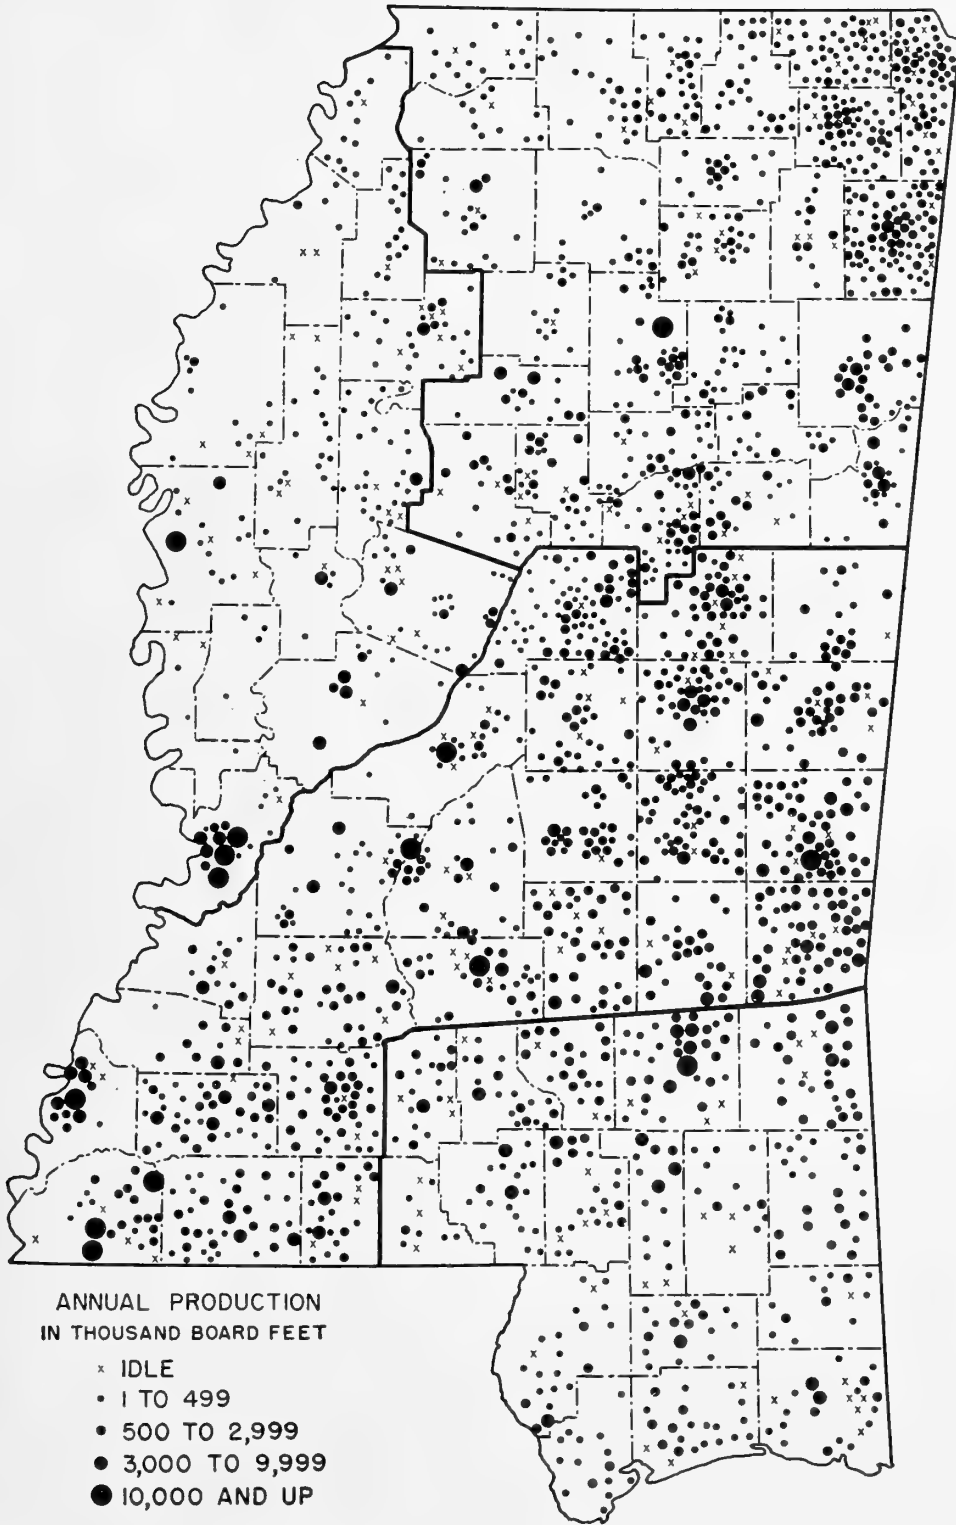 ANNUAL PRODUCTION
IN THOUSAND BOARD FEET
x IDLE
1 TO 499
500 TO 2,999
3,000 TO 9,999
10,000 AND UP